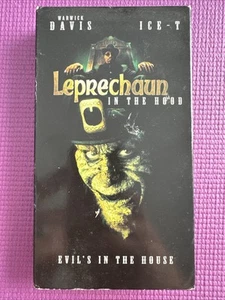 WARWICK
DAVIS ICE-T
Leprechaun
IN THE HOOD
EVIL'S IN THE HOUSE